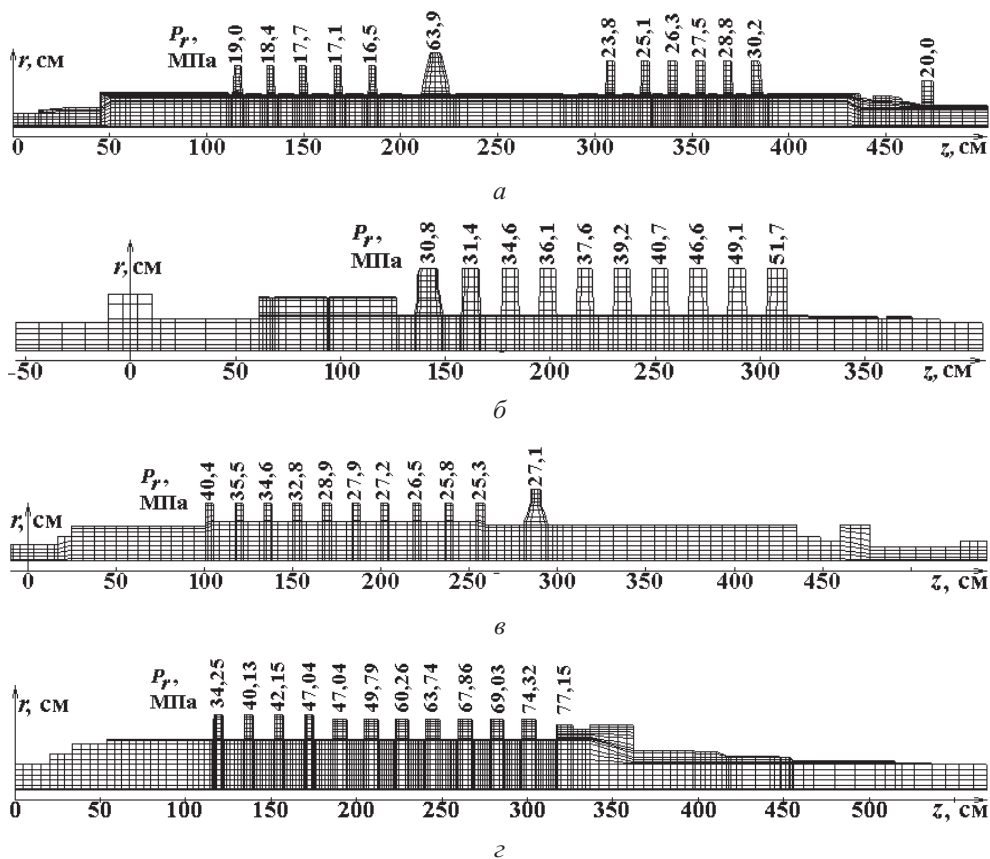 Pr, МПа
19,0 18,4 17,7 17,1 16,5 63,9 23,8 25,1 26,3 27,5 28,8 30,2 20,0
r, см
0 50 100 150 200 250 300 350 400 450 z, см
а
Pr, МПа
30,8 31,4 34,6 36,1 37,6 39,2 40,7 46,6 49,1 51,7
r, см
-50 0 50 100 150 200 250 300 350 z, см
б
Pr, МПа
40,4 35,5 34,6 32,8 28,9 27,9 27,2 26,5 25,8 25,3 27,1
r, см
0 50 100 150 200 250 300 350 400 450 z, см
в
Pr, МПа
34,25 40,13 42,15 47,04 47,04 49,79 60,26 63,74 67,86 69,03 74,32 77,15
r, см
0 50 100 150 200 250 300 350 400 450 500 z, см
г